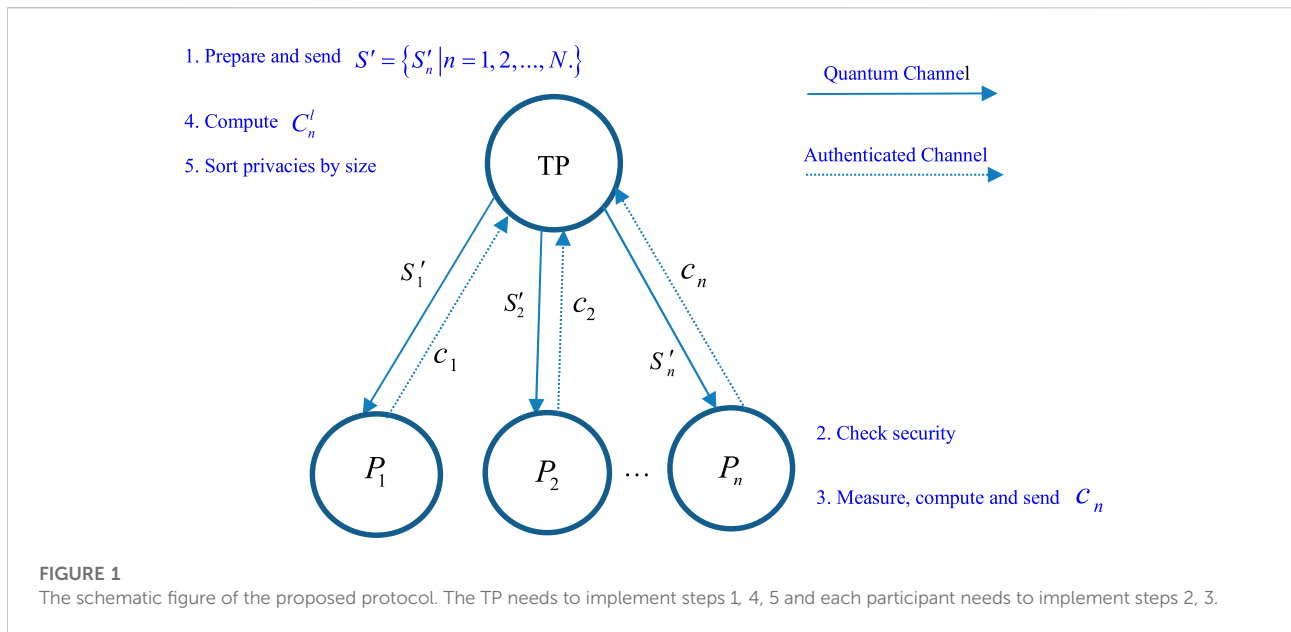 1. Prepare and send S′ = {S′ₙ | n = 1, 2, ..., N.}
Quantum Channel
4. Compute Cₙˡ
5. Sort privacies by size
Authenticated Channel
TP
S′₁
c₁
S′₂
c₂
S′ₙ
cₙ
P₁
P₂
...
Pₙ
2. Check security
3. Measure, compute and send cₙ
FIGURE 1
The schematic figure of the proposed protocol. The TP needs to implement steps 1, 4, 5 and each participant needs to implement steps 2, 3.